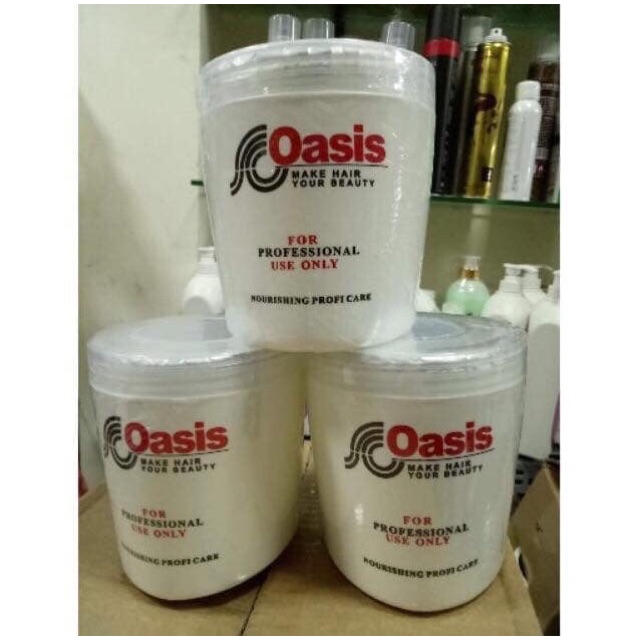 Oasis
MAKE HAIR
YOUR BEAUTY
FOR
PROFESSIONAL
USE ONLY
NOURISHING PROFI CARE
Oasis
MAKE HAIR
YOUR BEAUTY
FOR
PROFESSIONAL
USE ONLY
NOURISHING PROFI CARE
Oasis
MAKE HAIR
YOUR BEAUTY
FOR
PROFESSIONAL
USE ONLY
NOURISHING PROFI CARE